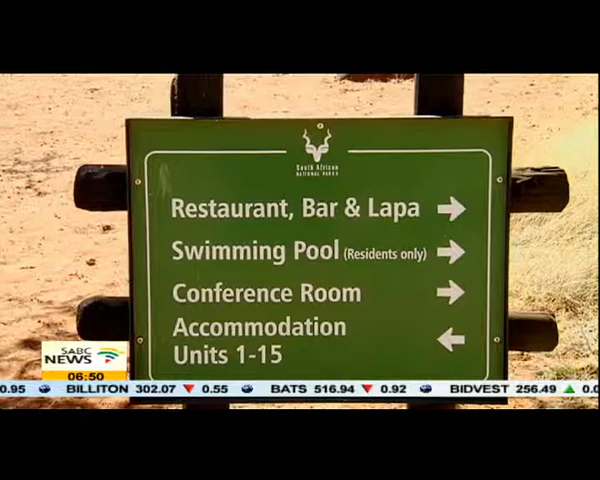 South African
NATIONAL PARKS
Restaurant, Bar & Lapa
Swimming Pool (Residents only)
Conference Room
Accommodation
Units 1-15
SABC
NEWS
06:50
0.95 BILLITON 302.07 0.55 BATS 516.94 0.92 BIDVEST 256.49 0.